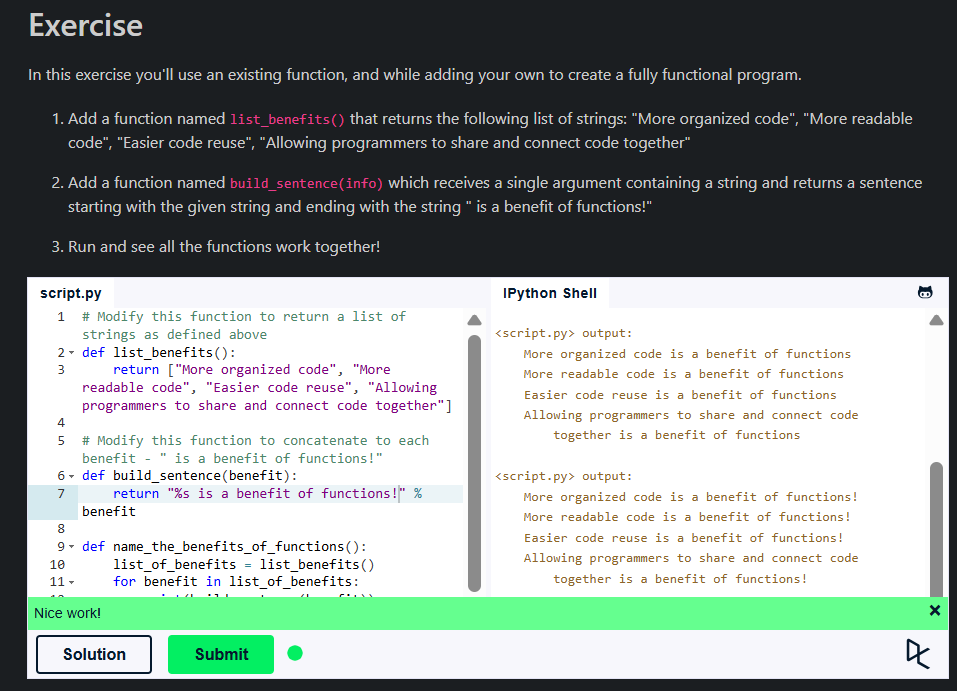 Exercise
In this exercise you'll use an existing function, and while adding your own to create a fully functional program.
1. Add a function named list_benefits() that returns the following list of strings: "More organized code", "More readable
code", "Easier code reuse", "Allowing programmers to share and connect code together"
2. Add a function named build_sentence(info) which receives a single argument containing a string and returns a sentence
starting with the given string and ending with the string " is a benefit of functions!"
3. Run and see all the functions work together!
script.py
1 # Modify this function to return a list of
strings as defined above
2 def list_benefits():
3 return ["More organized code", "More
readable code", "Easier code reuse", "Allowing
programmers to share and connect code together"]
4
5 # Modify this function to concatenate to each
benefit - " is a benefit of functions!"
6 def build_sentence(benefit):
7 return "%s is a benefit of functions!" %
benefit
8
9 def name_the_benefits_of_functions():
10 list_of_benefits = list_benefits()
11 for benefit in list_of_benefits:
IPython Shell
<script.py> output:
More organized code is a benefit of functions
More readable code is a benefit of functions
Easier code reuse is a benefit of functions
Allowing programmers to share and connect code
together is a benefit of functions
<script.py> output:
More organized code is a benefit of functions!
More readable code is a benefit of functions!
Easier code reuse is a benefit of functions!
Allowing programmers to share and connect code
together is a benefit of functions!
Nice work!
Solution
Submit